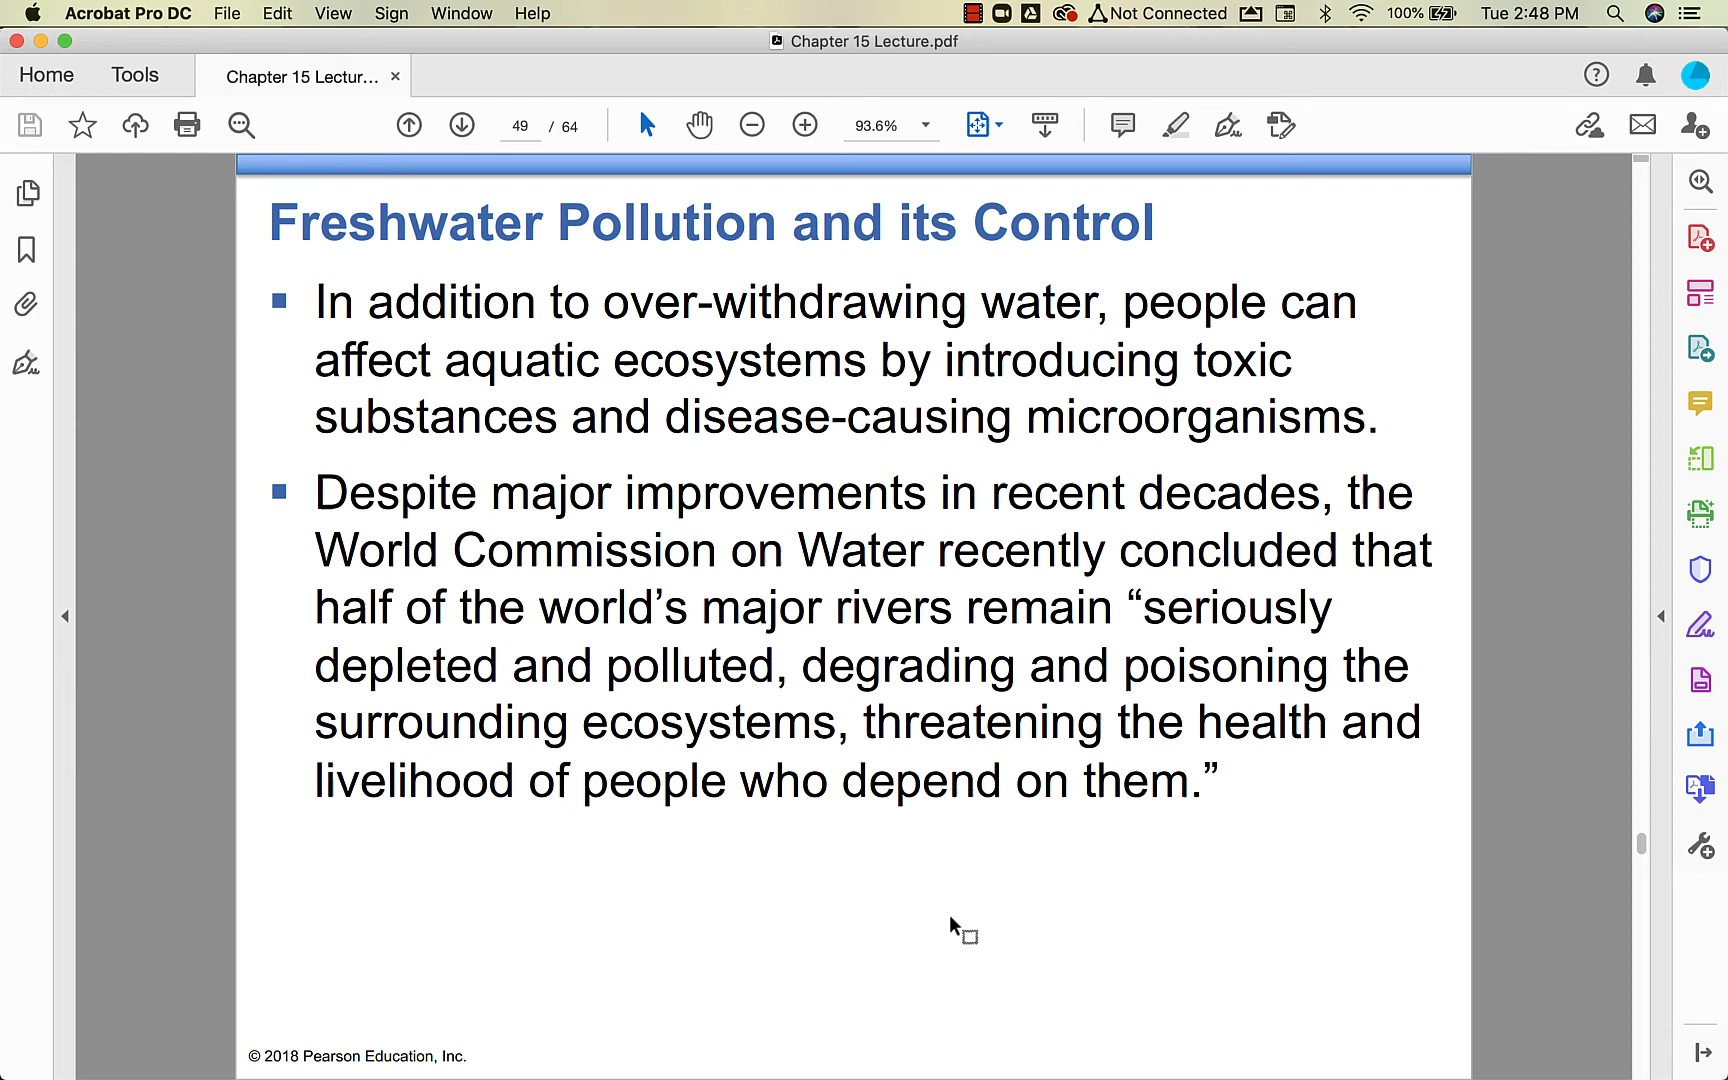 Acrobat Pro DC File Edit View Sign Window Help Not Connected 100% Tue 2:48 PM
Chapter 15 Lecture.pdf
Home Tools Chapter 15 Lectur... ×
49 / 64 93.6%
Freshwater Pollution and its Control
In addition to over-withdrawing water, people can
affect aquatic ecosystems by introducing toxic
substances and disease-causing microorganisms.
Despite major improvements in recent decades, the
World Commission on Water recently concluded that
half of the world’s major rivers remain “seriously
depleted and polluted, degrading and poisoning the
surrounding ecosystems, threatening the health and
livelihood of people who depend on them.”
© 2018 Pearson Education, Inc.